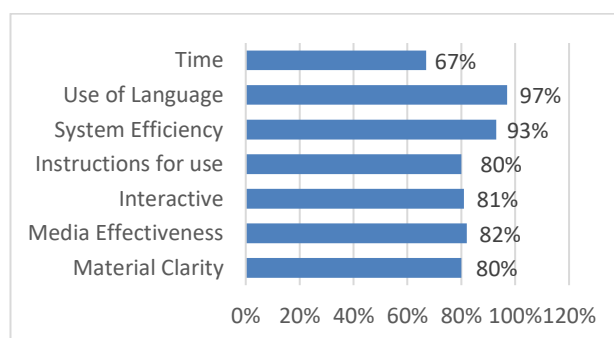 Time 67%
Use of Language 97%
System Efficiency 93%
Instructions for use 80%
Interactive 81%
Media Effectiveness 82%
Material Clarity 80%
0% 20% 40% 60% 80% 100% 120%